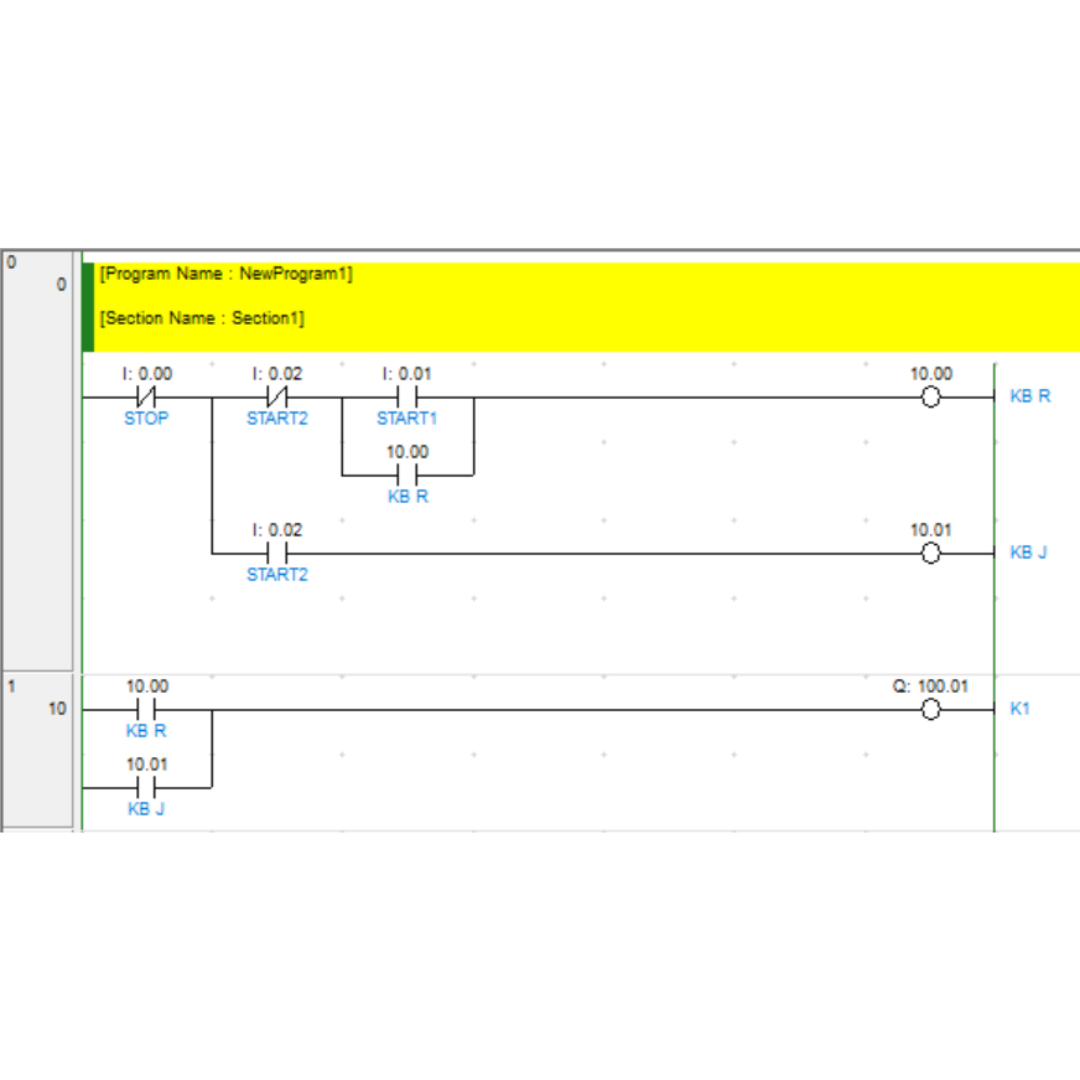 0
0
[Program Name : NewProgram1]
[Section Name : Section1]
I: 0.00
I: 0.02
I: 0.01
10.00
STOP
START2
START1
KB R
10.00
KB R
I: 0.02
10.01
START2
KB J
1
10
10.00
Q: 100.01
KB R
K1
10.01
KB J